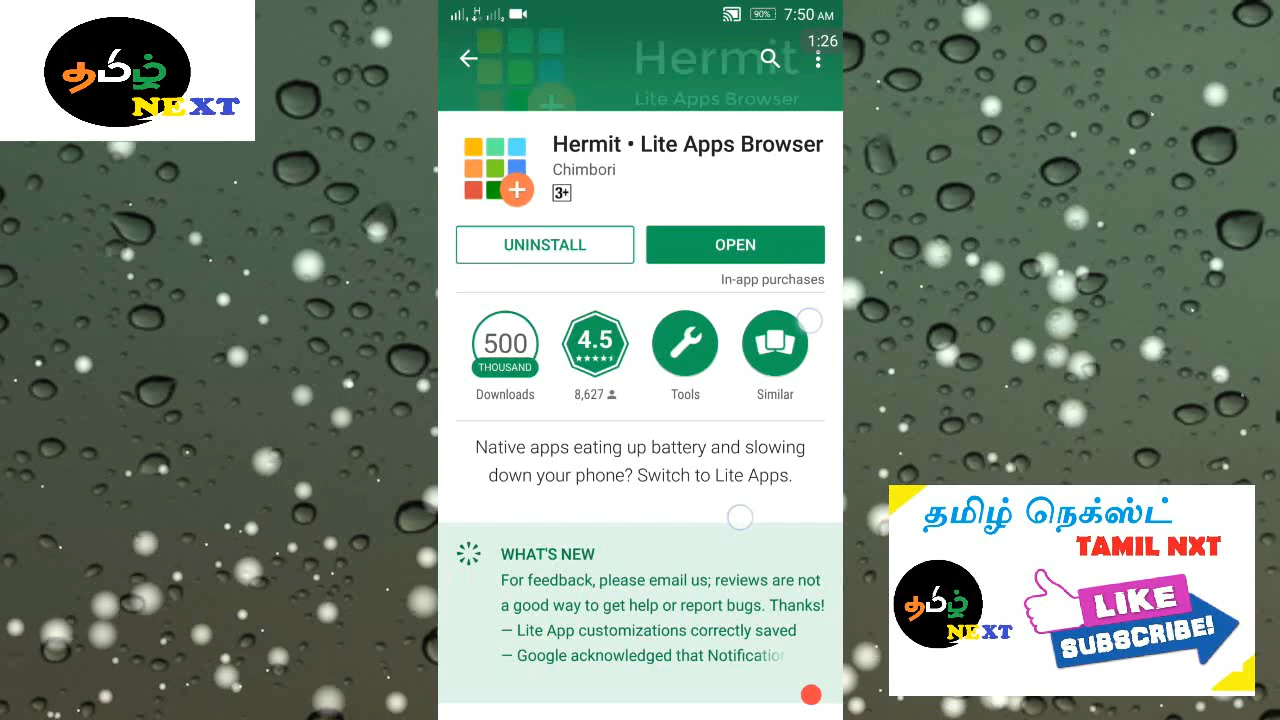 தமிழ்
NEXT
90%
7:50 AM
1:26
Hermit
Lite Apps Browser
Hermit • Lite Apps Browser
Chimbori
3+
UNINSTALL
OPEN
In-app purchases
500
THOUSAND
Downloads
4.5
8,627
Tools
Similar
Native apps eating up battery and slowing
down your phone? Switch to Lite Apps.
WHAT'S NEW
For feedback, please email us; reviews are not
a good way to get help or report bugs. Thanks!
— Lite App customizations correctly saved
— Google acknowledged that Notification
தமிழ் நெக்ஸ்ட்
TAMIL NXT
தமிழ்
NEXT
LIKE
SUBSCRIBE!